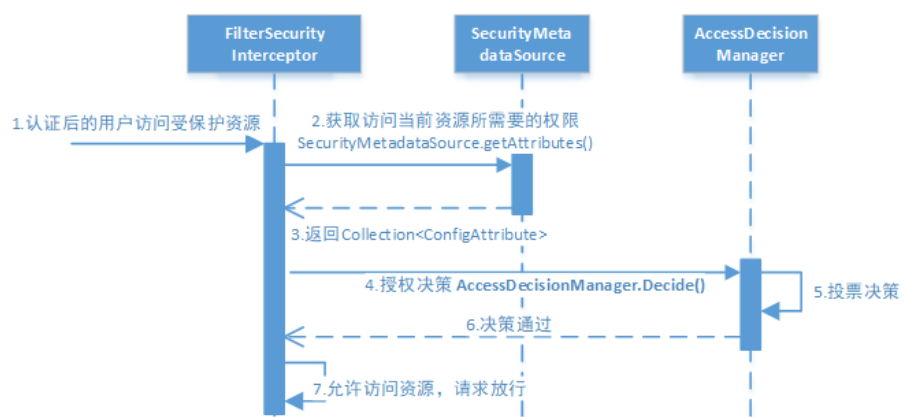 FilterSecurity
Interceptor
SecurityMeta
dataSource
AccessDecision
Manager
1.认证后的用户访问受保护资源
2.获取访问当前资源所需要的权限
SecurityMetadataSource.getAttributes()
3.返回Collection<ConfigAttribute>
4.授权决策 AccessDecisionManager.Decide()
5.投票决策
6.决策通过
7.允许访问资源，请求放行